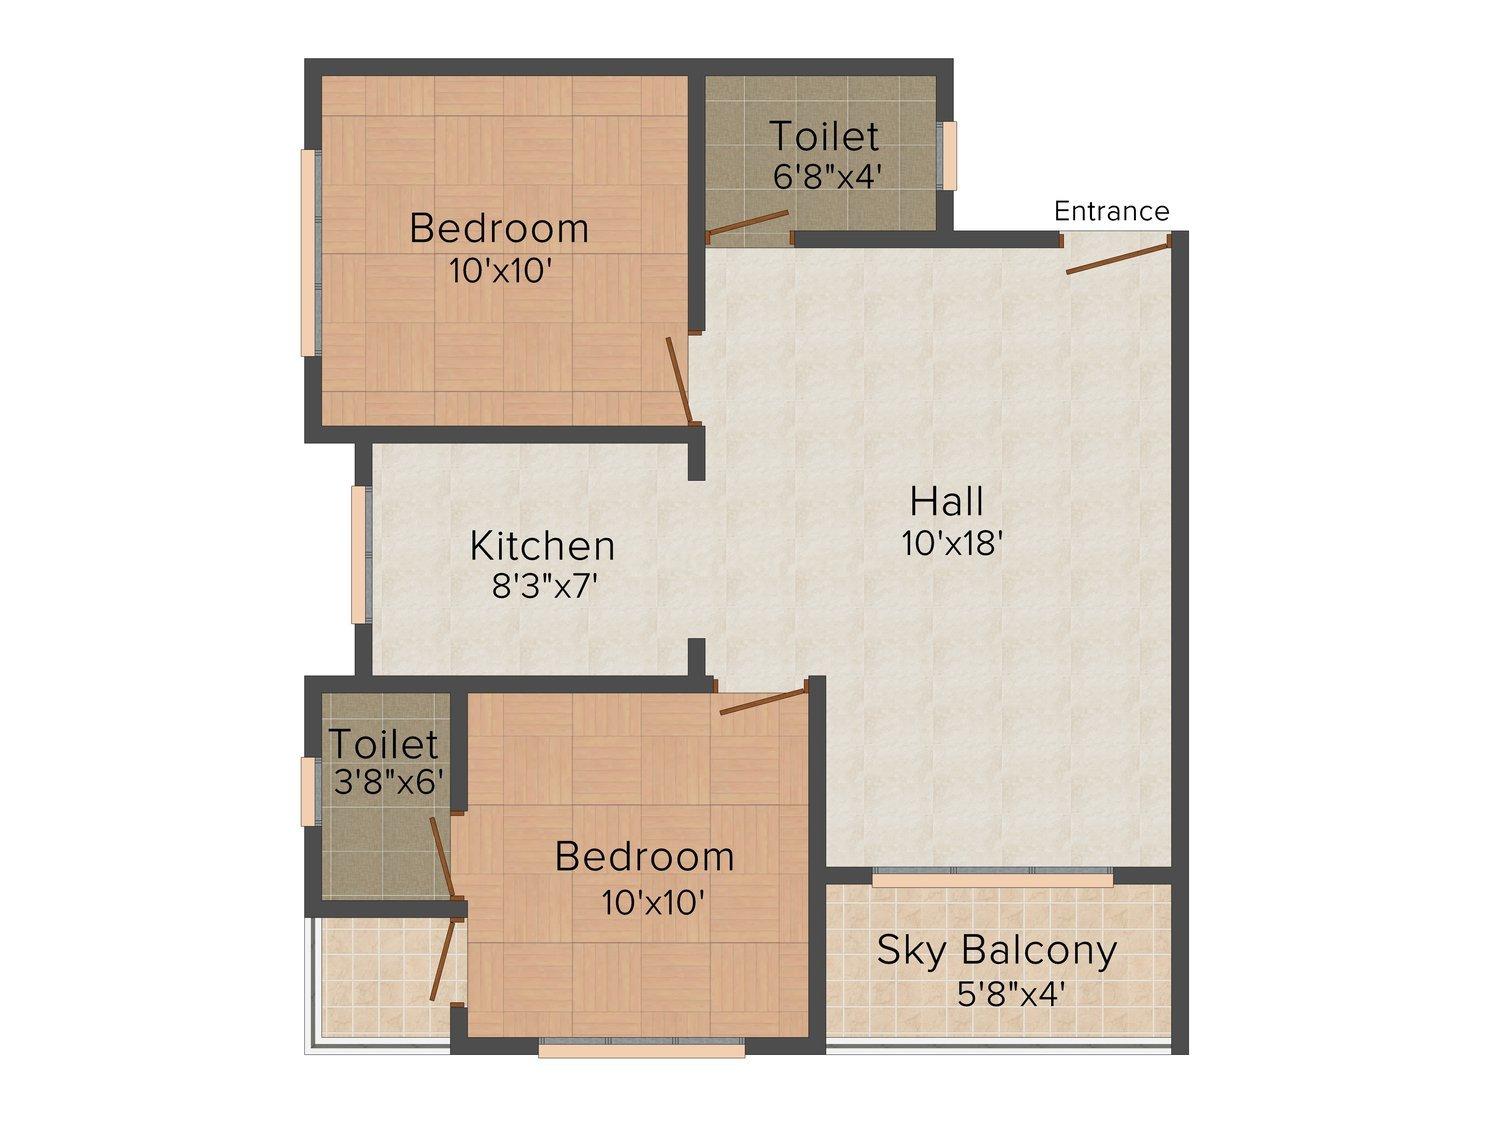 Toilet
6'8"x4'
Entrance
Bedroom
10'x10'
Hall
10'x18'
Kitchen
8'3"x7'
Toilet
3'8"x6'
Bedroom
10'x10'
Sky Balcony
5'8"x4'